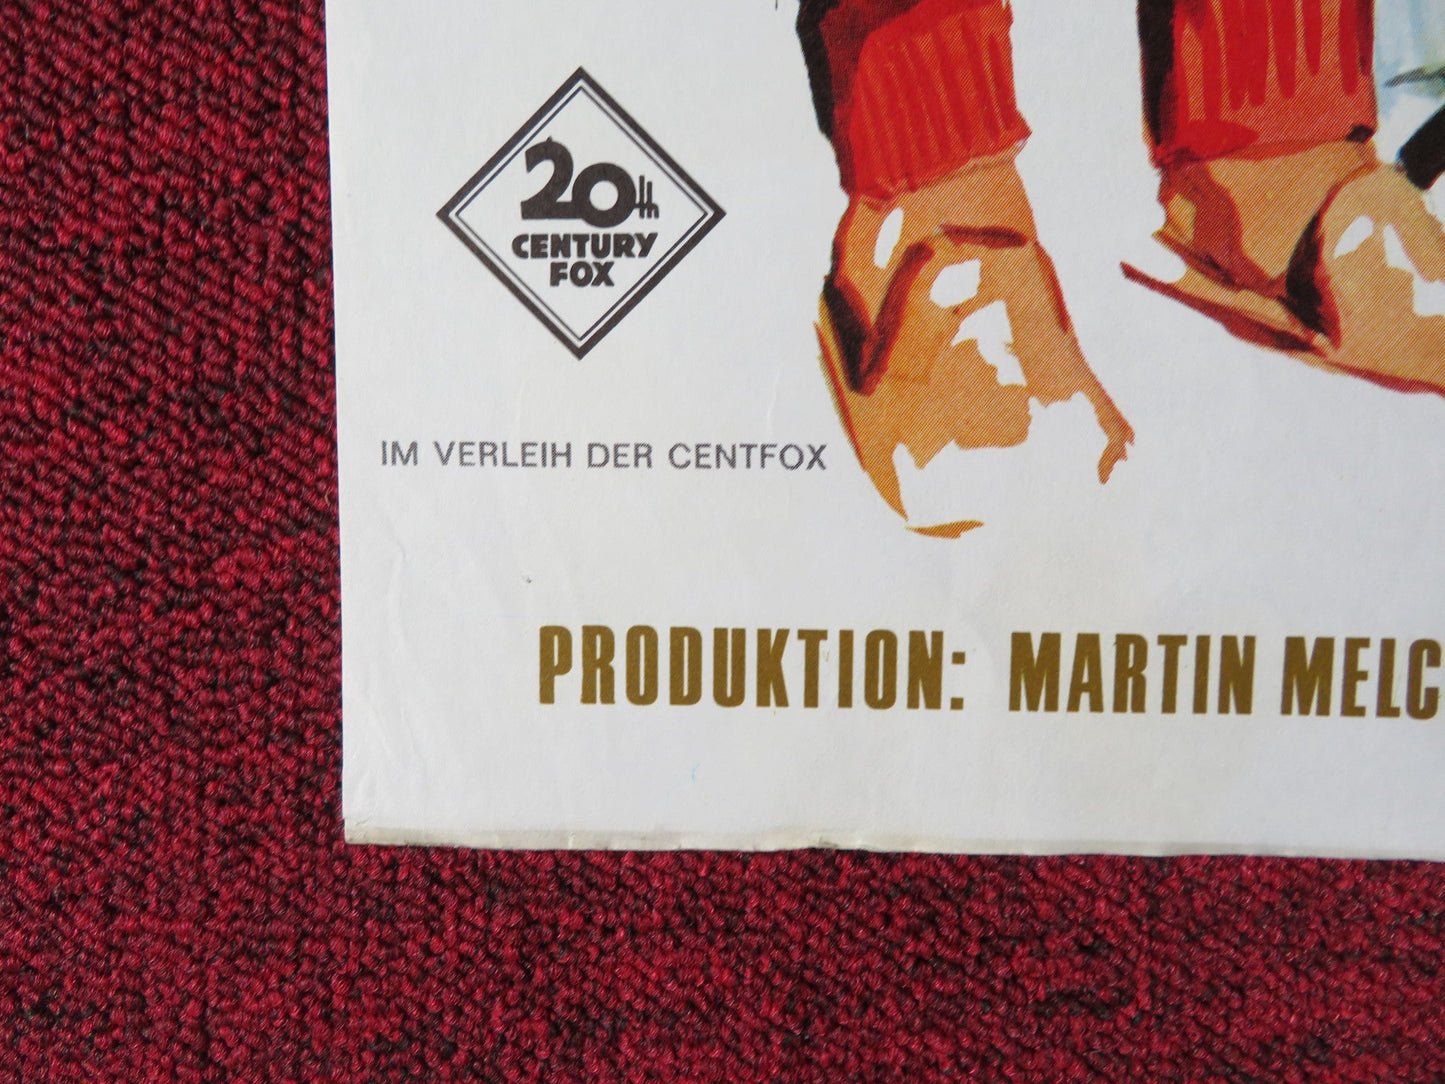 20th
CENTURY
FOX
IM VERLEIH DER CENTFOX
PRODUKTION: MARTIN MELC